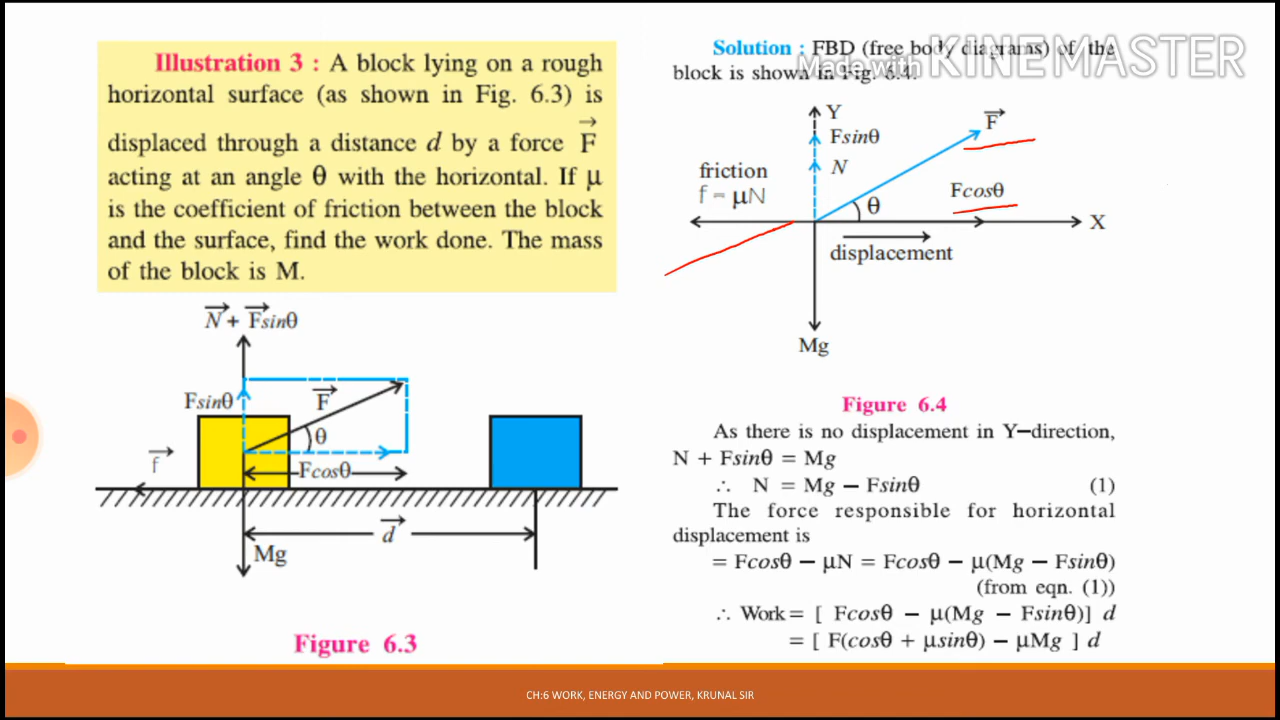 Illustration 3 : A block lying on a rough
horizontal surface (as shown in Fig. 6.3) is
displaced through a distance d by a force F⃗
acting at an angle θ with the horizontal. If μ
is the coefficient of friction between the block
and the surface, find the work done. The mass
of the block is M.
N⃗ + F⃗sinθ
Fsinθ
F⃗
θ
f⃗
Fcosθ
d⃗
Mg
Figure 6.3
Solution : FBD (free body diagrams) of the
block is shown in Fig. 6.4.
Made with KINEMASTER
Y
F⃗
Fsinθ
N
friction
f = μN
Fcosθ
θ
X
displacement
Mg
Figure 6.4
As there is no displacement in Y–direction,
N + Fsinθ = Mg
∴ N = Mg – Fsinθ (1)
The force responsible for horizontal
displacement is
= Fcosθ – μN = Fcosθ – μ(Mg – Fsinθ)
(from eqn. (1))
∴ Work = [ Fcosθ – μ(Mg – Fsinθ)] d
= [ F(cosθ + μsinθ) – μMg ] d
CH:6 WORK, ENERGY AND POWER, KRUNAL SIR